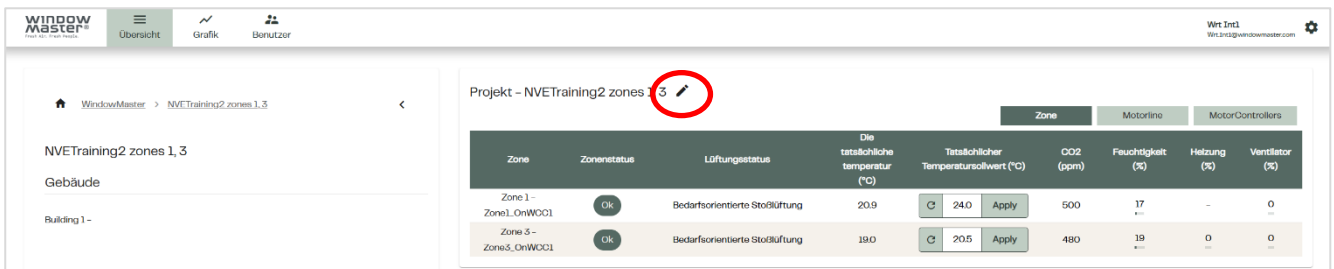 WINDOW
Master®
Fresh Air. Fresh People.
Übersicht
Grafik
Benutzer
Wrt Int1
Wrt.Int1@windowmaster.com
WindowMaster > NVETraining2 zones 1, 3 <
Projekt - NVETraining2 zones 1, 3
Zone Motorline MotorControllers
NVETraining2 zones 1, 3
Gebäude
Building 1 -
Zone
Zonenstatus
Lüftungsstatus
Die
tatsächliche
temperatur
(°C)
Tatsächlicher
Temperatursollwert (°C)
CO2
(ppm)
Feuchtigkeit
(%)
Heizung
(%)
Ventilator
(%)
Zone 1 -
Zone1_OnWCC1
Ok Bedarfsorientierte Stoßlüftung 20.9 24.0 Apply 500 17 - 0
Zone 3 -
Zone3_OnWCC1
Ok Bedarfsorientierte Stoßlüftung 19.0 20.5 Apply 480 19 0 0